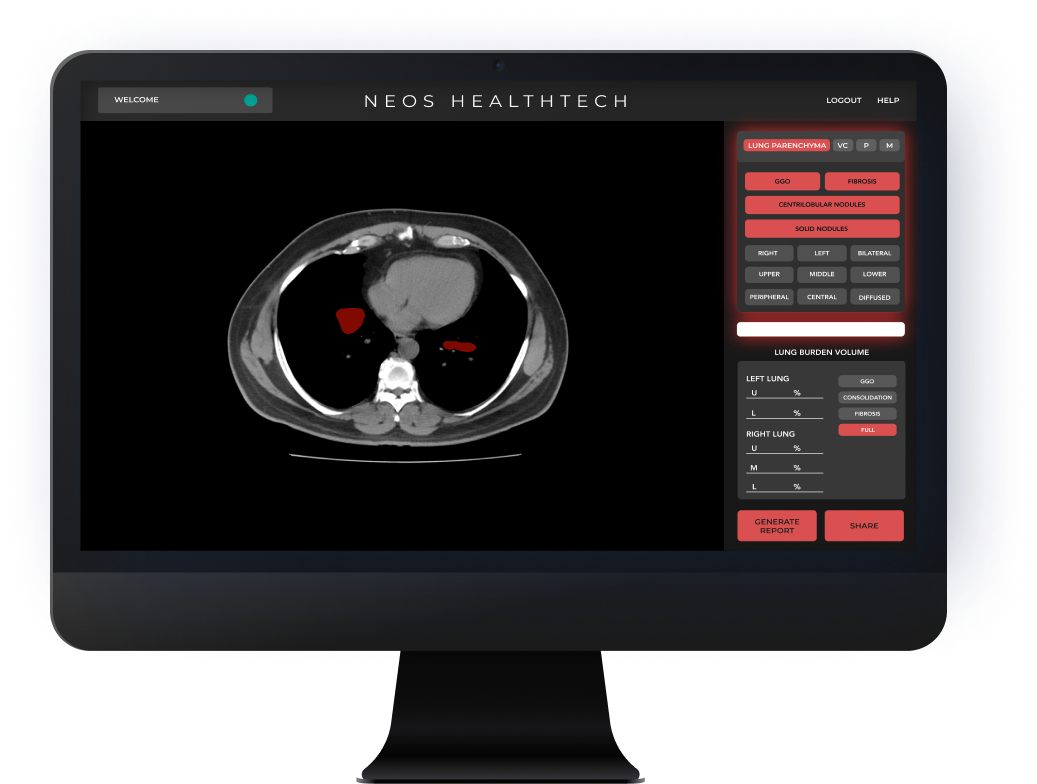 WELCOME
NEOS HEALTHTECH
LOGOUT HELP
LUNG PARENCHYMA VC P M
GGO FIBROSIS
CENTRILOBULAR NODULES
SOLID NODULES
RIGHT LEFT BILATERAL
UPPER MIDDLE LOWER
PERIPHERAL CENTRAL DIFFUSED
LUNG BURDEN VOLUME
LEFT LUNG
U %
L %
RIGHT LUNG
U %
M %
L %
GGO
CONSOLIDATION
FIBROSIS
FULL
GENERATE
REPORT
SHARE